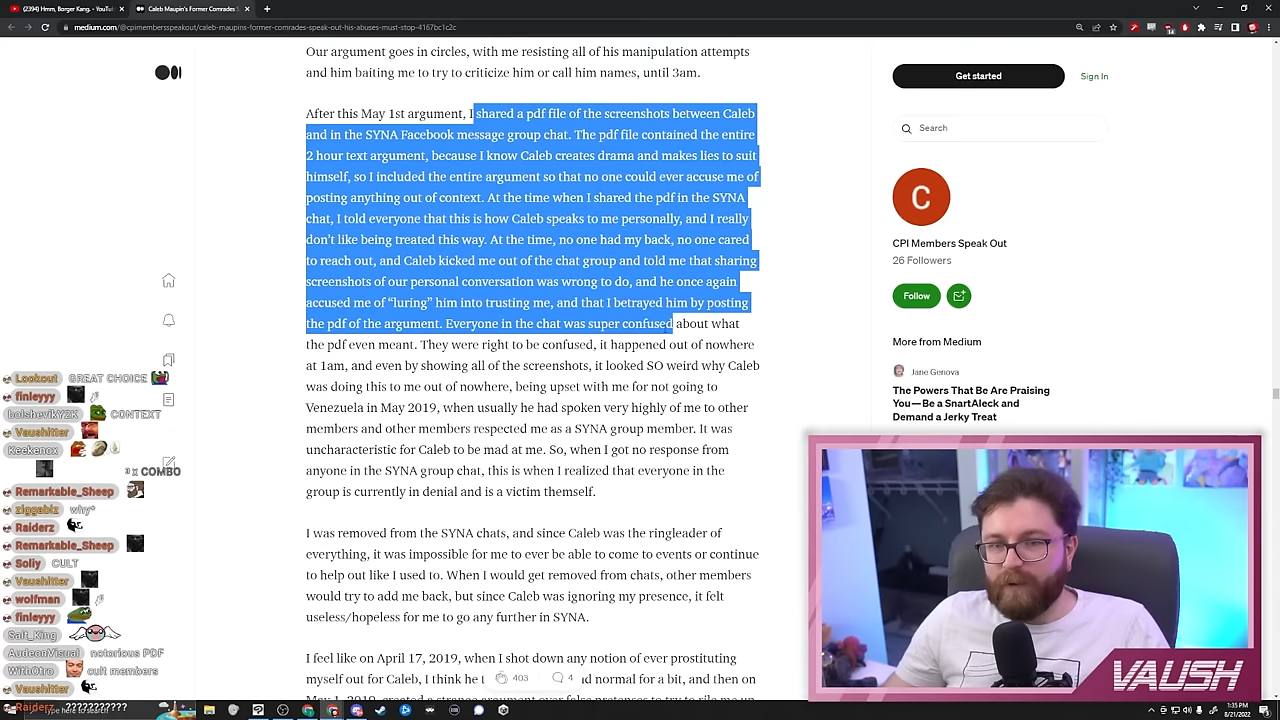 (2394) Hmm, Borger Kang. - YouTub
Caleb Maupin's Former Comrades S
medium.com/@cpimembersspeakout/caleb-maupins-former-comrades-speak-out-his-abuses-must-stop-4167bc1c2c
Our argument goes in circles, with me resisting all of his manipulation attempts
and him baiting me to try to criticize him or call him names, until 3am.
After this May 1st argument, I shared a pdf file of the screenshots between Caleb
and in the SYNA Facebook message group chat. The pdf file contained the entire
2 hour text argument, because I know Caleb creates drama and makes lies to suit
himself, so I included the entire argument so that no one could ever accuse me of
posting anything out of context. At the time when I shared the pdf in the SYNA
chat, I told everyone that this is how Caleb speaks to me personally, and I really
don't like being treated this way. At the time, no one had my back, no one cared
to reach out, and Caleb kicked me out of the chat group and told me that sharing
screenshots of our personal conversation was wrong to do, and he once again
accused me of “luring” him into trusting me, and that I betrayed him by posting
the pdf of the argument. Everyone in the chat was super confused about what
the pdf even meant. They were right to be confused, it happened out of nowhere
at 1am, and even by showing all of the screenshots, it looked SO weird why Caleb
was doing this to me out of nowhere, being upset with me for not going to
Venezuela in May 2019, when usually he had spoken very highly of me to other
members and other members respected me as a SYNA group member. It was
uncharacteristic for Caleb to be mad at me. So, when I got no response from
anyone in the SYNA group chat, this is when I realized that everyone in the
group is currently in denial and is a victim themself.
I was removed from the SYNA chats, and since Caleb was the ringleader of
everything, it was impossible for me to ever be able to come to events or continue
to help out like I used to. When I would get removed from chats, other members
would try to add me back, but since Caleb was ignoring my presence, it felt
useless/hopeless for me to go any further in SYNA.
I feel like on April 17, 2019, when I shot down any notion of ever prostituting
myself out for Caleb, I think he t
403
4
d normal for a bit, and then on
Get started
Sign In
Search
C
CPI Members Speak Out
26 Followers
Follow
More from Medium
Jane Genova
The Powers That Be Are Praising
You — Be a SnartAleck and
Demand a Jerky Treat
Lookout GREAT CHOICE
finleyyy
bolsheviKY2K CONTEXT
Vaushitter
Keekenox
3 x COMBO
Remarkable_Sheep
ziggabiz why*
Raiderz
Remarkable_Sheep
Soliy CULT
Vaushitter
wolfman
finleyyy
Salt_King
AudeonVisual notorious PDF
WithOtro cult members
Vaushitter
Raiderz ???????????
Type here to search
VAUSH
1:35 PM
8/21/2022